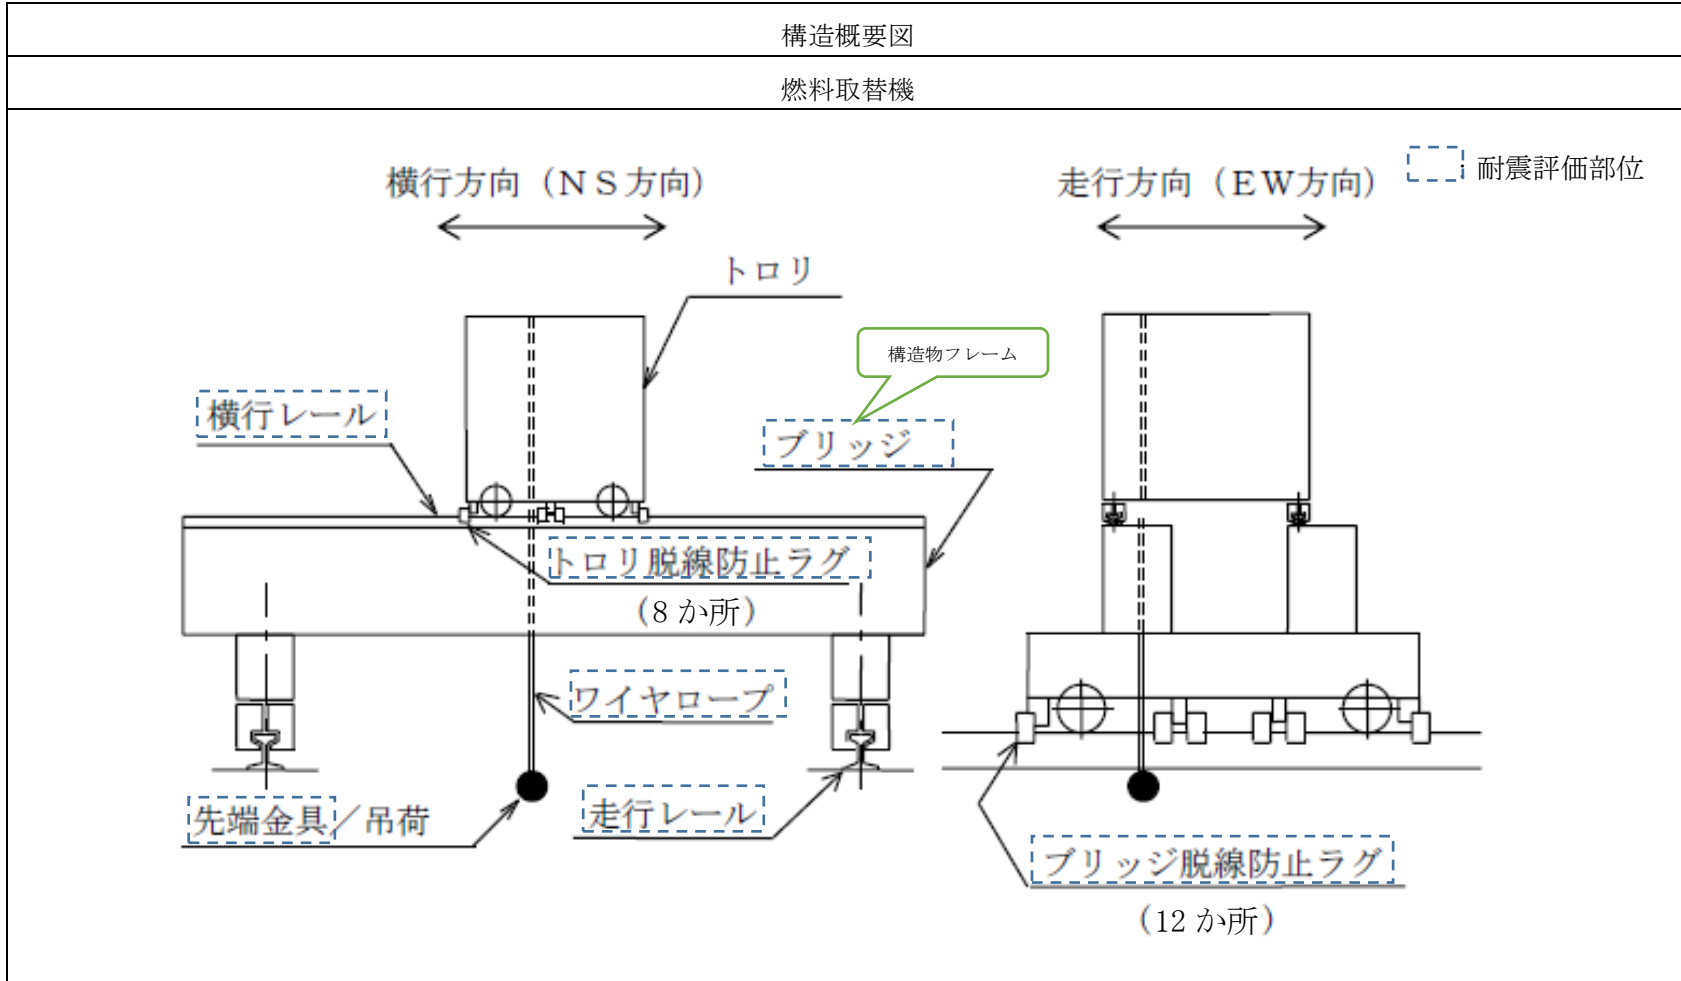 構造概要図
燃料取替機
横行方向（ＮＳ方向）
走行方向（ＥＷ方向）
：耐震評価部位
トロリ
構造物フレーム
横行レール
ブリッジ
トロリ脱線防止ラグ
（8 か所）
ワイヤロープ
先端金具／吊荷
走行レール
ブリッジ脱線防止ラグ
（12 か所）